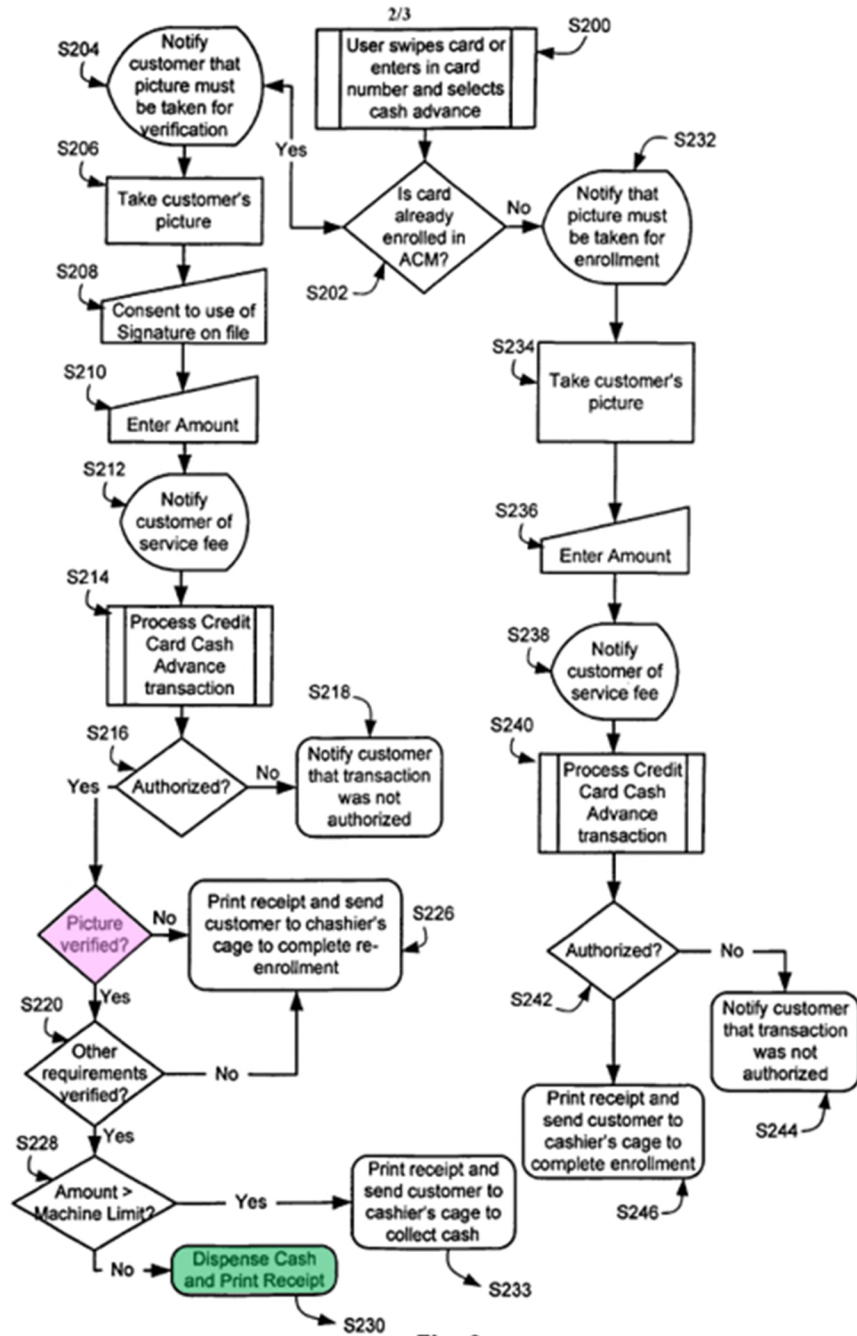 2/3
S200
User swipes card or
enters in card
number and selects
cash advance
S204
Notify
customer that
picture must
be taken for
verification
Yes
S202
Is card
already
enrolled in
ACM?
No
S232
Notify that
picture must
be taken for
enrollment
S206
Take customer's
picture
S208
Consent to use of
Signature on file
S210
Enter Amount
S212
Notify
customer of
service fee
S214
Process Credit
Card Cash
Advance
transaction
S216
Authorized?
No
S218
Notify customer
that transaction
was not
authorized
Yes
Picture
verified?
No
Print receipt and send
customer to chashier's
cage to complete re-
enrollment
S226
Yes
S220
Other
requirements
verified?
No
Yes
S228
Amount >
Machine Limit?
Yes
Print receipt and
send customer to
cashier's cage to
collect cash
S233
No
Dispense Cash
and Print Receipt
S230
S234
Take customer's
picture
S236
Enter Amount
S238
Notify
customer of
service fee
S240
Process Credit
Card Cash
Advance
transaction
Authorized?
S242
No
Notify customer
that transaction
was not
authorized
S244
Print receipt and
send customer to
cashier's cage to
complete enrollment
S246